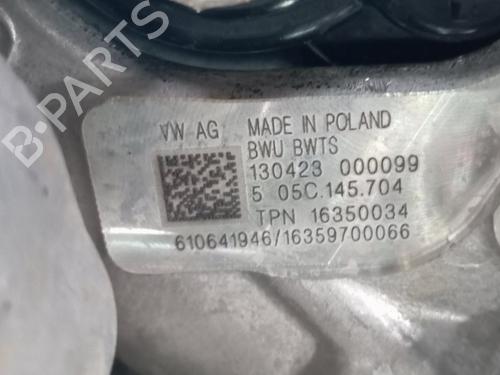 VW AG
MADE IN POLAND
BWU BWTS
130423 000099
5 05C.145.704
TPN 16350034
610641946/16359700066
B-PARTS